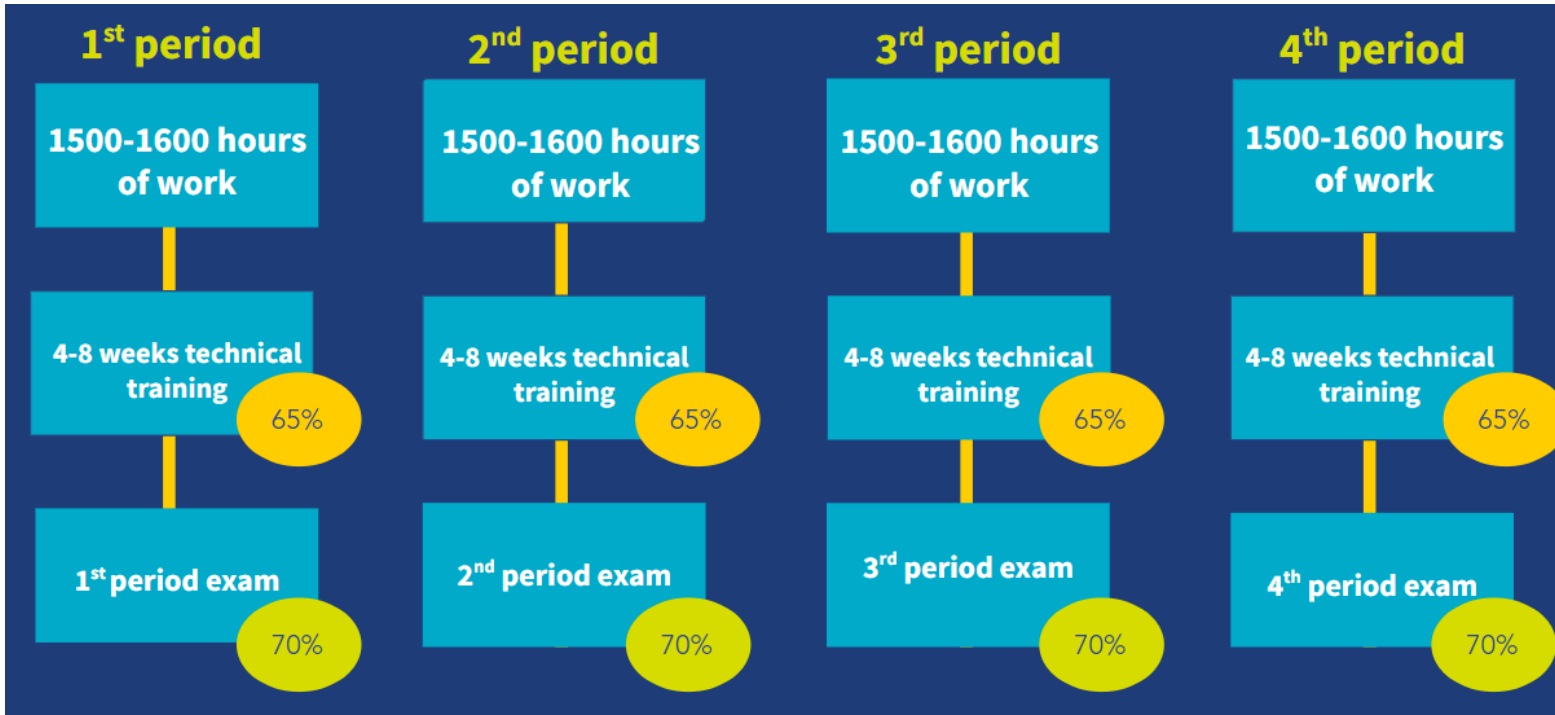 1st period
1500-1600 hours
of work
4-8 weeks technical
training
65%
1st period exam
70%
2nd period
1500-1600 hours
of work
4-8 weeks technical
training
65%
2nd period exam
70%
3rd period
1500-1600 hours
of work
4-8 weeks technical
training
65%
3rd period exam
70%
4th period
1500-1600 hours
of work
4-8 weeks technical
training
65%
4th period exam
70%